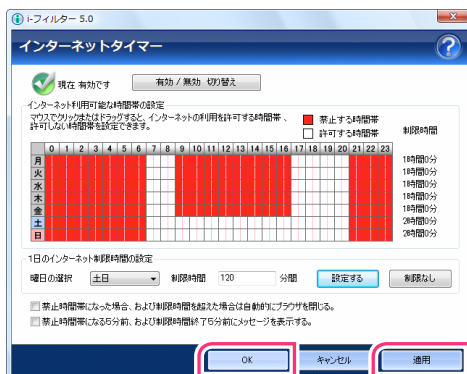 i-フィルター 5.0
インターネットタイマー
?
現在 有効です
有効 / 無効 切り替え
インターネット利用可能な時間帯の設定
マウスでクリックまたはドラッグすると、インターネットの利用を許可する時間帯、
許可しない時間帯を設定できます。
禁止する時間帯
許可する時間帯
制限時間
0 1 2 3 4 5 6 7 8 9 10 11 12 13 14 15 16 17 18 19 20 21 22 23
月 1時間0分
火 1時間0分
水 1時間0分
木 1時間0分
金 1時間0分
土 2時間0分
日 2時間0分
1日のインターネット制限時間の設定
曜日の選択 土日 制限時間 120 分間 設定する 制限なし
禁止時間帯になった場合、および制限時間を超えた場合は自動的にブラウザを閉じる。
禁止時間帯になる5分前、および制限時間終了5分前にメッセージを表示する。
OK キャンセル 適用